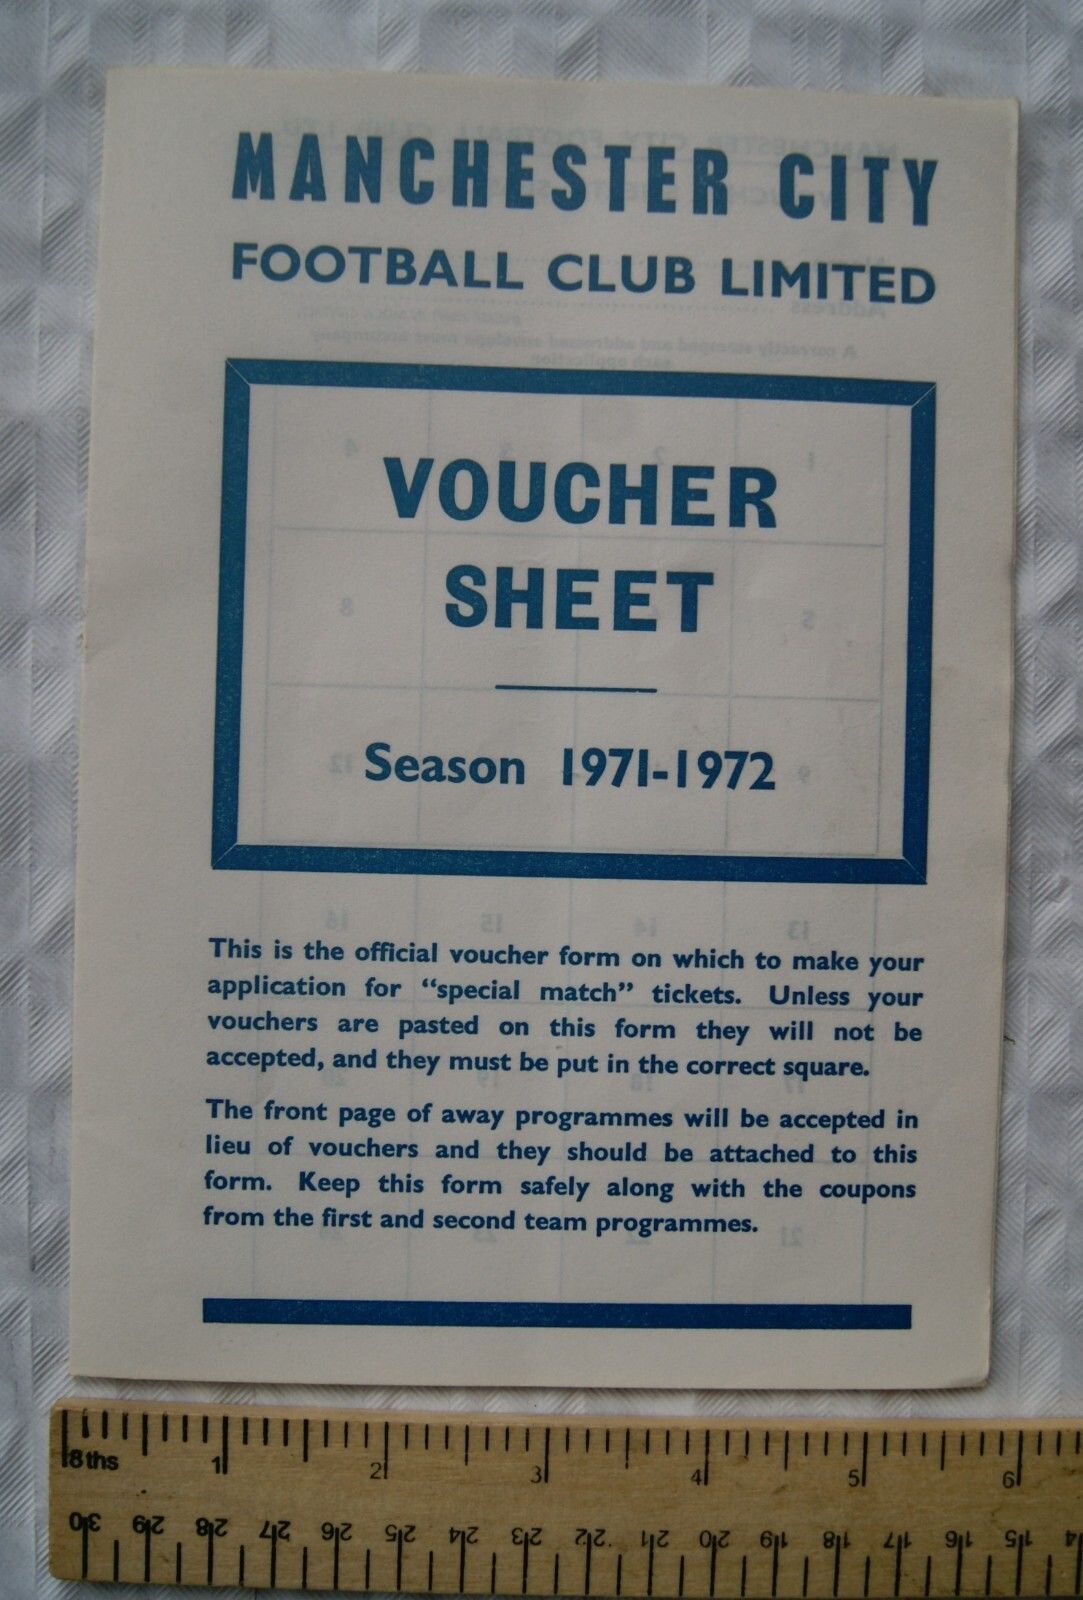 MANCHESTER CITY
FOOTBALL CLUB LIMITED
VOUCHER
SHEET
Season 1971-1972
This is the official voucher form on which to make your
application for “special match” tickets. Unless your
vouchers are pasted on this form they will not be
accepted, and they must be put in the correct square.
The front page of away programmes will be accepted in
lieu of vouchers and they should be attached to this
form. Keep this form safely along with the coupons
from the first and second team programmes.
8ths 1 2 3 4 5 6
30 29 28 27 26 25 24 23 22 21 20 19 18 17 16 15 14